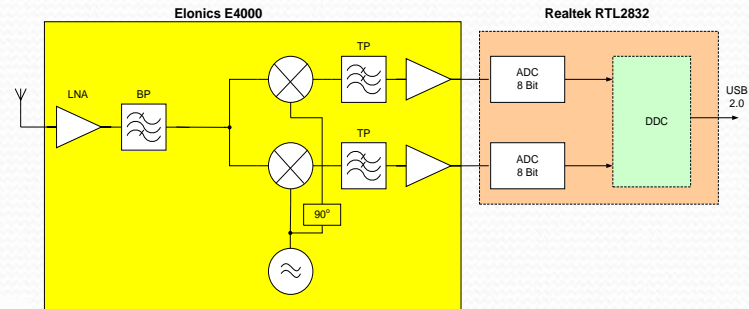 Elonics E4000
Realtek RTL2832
LNA
BP
TP
TP
90°
ADC
8 Bit
ADC
8 Bit
DDC
USB
2.0